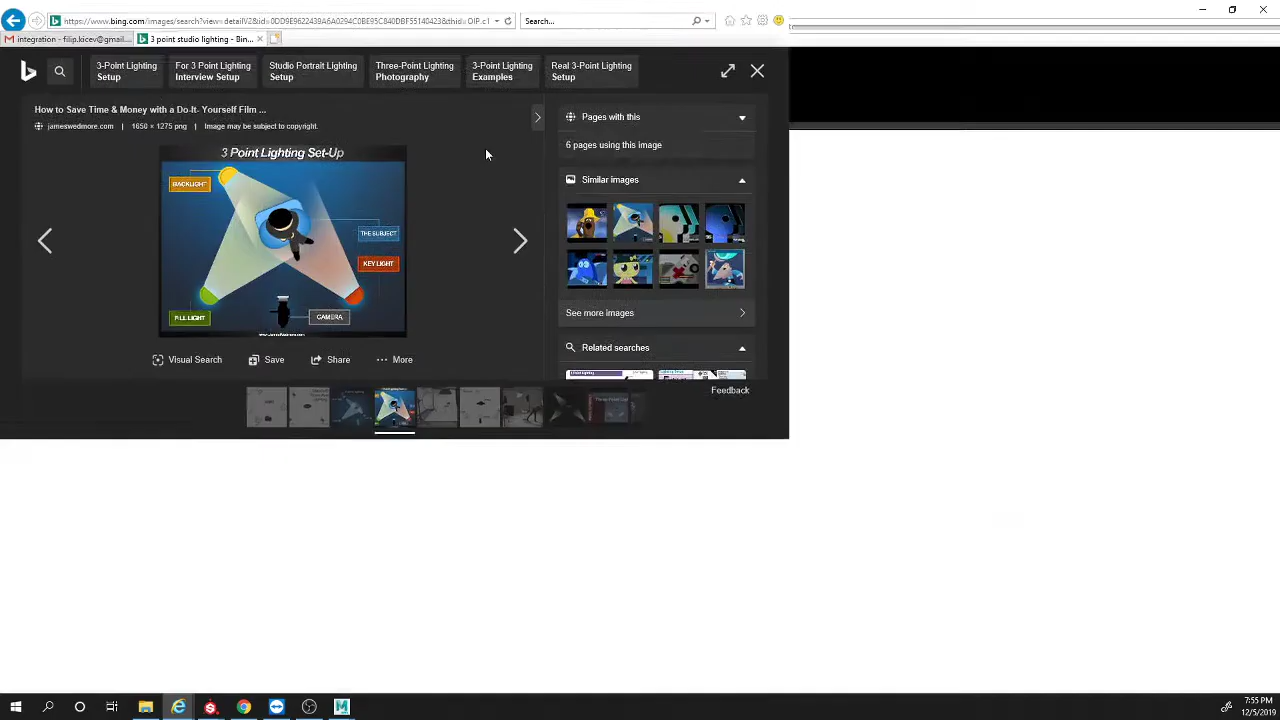 Search...
integration - filip.
3 point studio lighting - Bin...
3-Point Lighting
Setup
For 3 Point Lighting
Interview Setup
Studio Portrait Lighting
Setup
Three-Point Lighting
Photography
3-Point Lighting
Examples
Real 3-Point Lighting
Setup
How to Save Time & Money with a Do-It- Yourself Film ...
jameswedmore.com | 1650 × 1275 png | Image may be subject to copyright.
3 Point Lighting Set-Up
BACKLIGHT
THE SUBJECT
KEY LIGHT
FILL LIGHT
CAMERA
Visual Search
Save
Share
More
Pages with this
6 pages using this image
Similar images
See more images
Related searches
Feedback
7:55 PM
12/5/2019